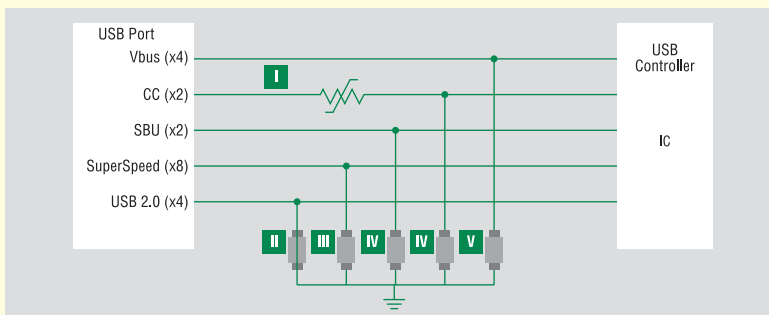 USB Port
Vbus (x4)
CC (x2)
SBU (x2)
SuperSpeed (x8)
USB 2.0 (x4)
I
USB
Controller
IC
II
III
IV
IV
V